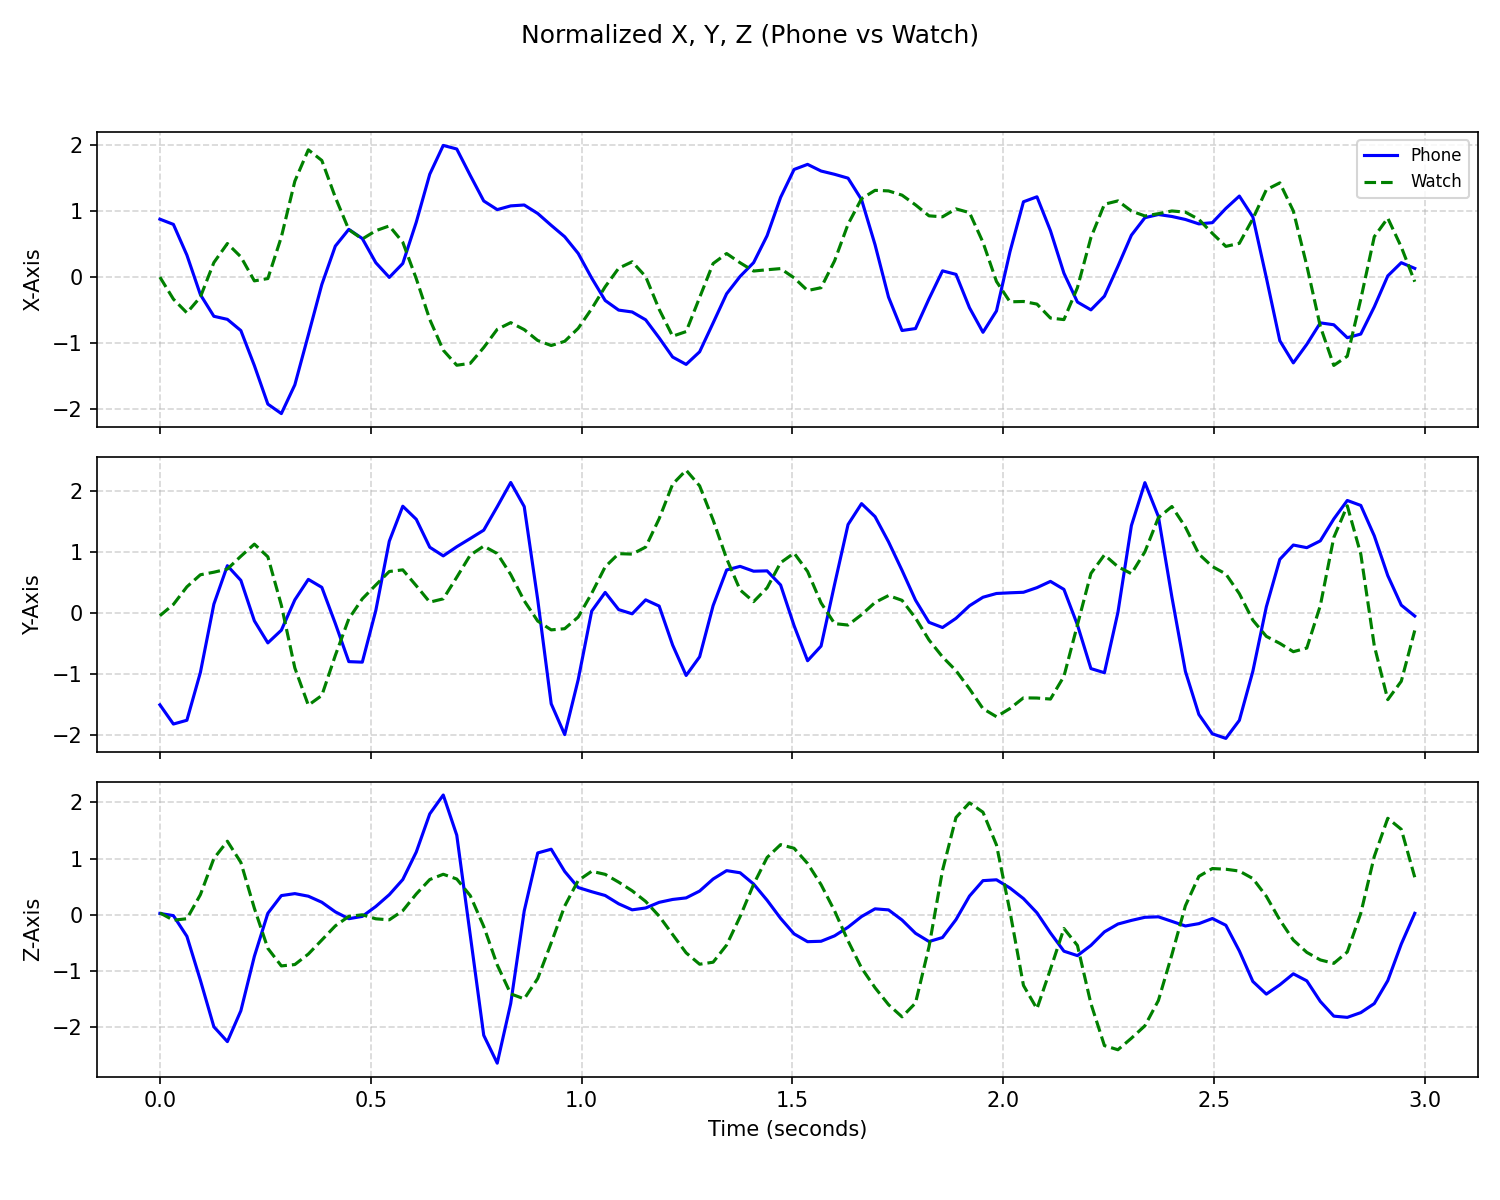 Normalized X, Y, Z (Phone vs Watch)
2
1
0
−1
−2
X-Axis
Phone
Watch
2
1
0
−1
−2
Y-Axis
2
1
0
−1
−2
Z-Axis
0.0 0.5 1.0 1.5 2.0 2.5 3.0
Time (seconds)